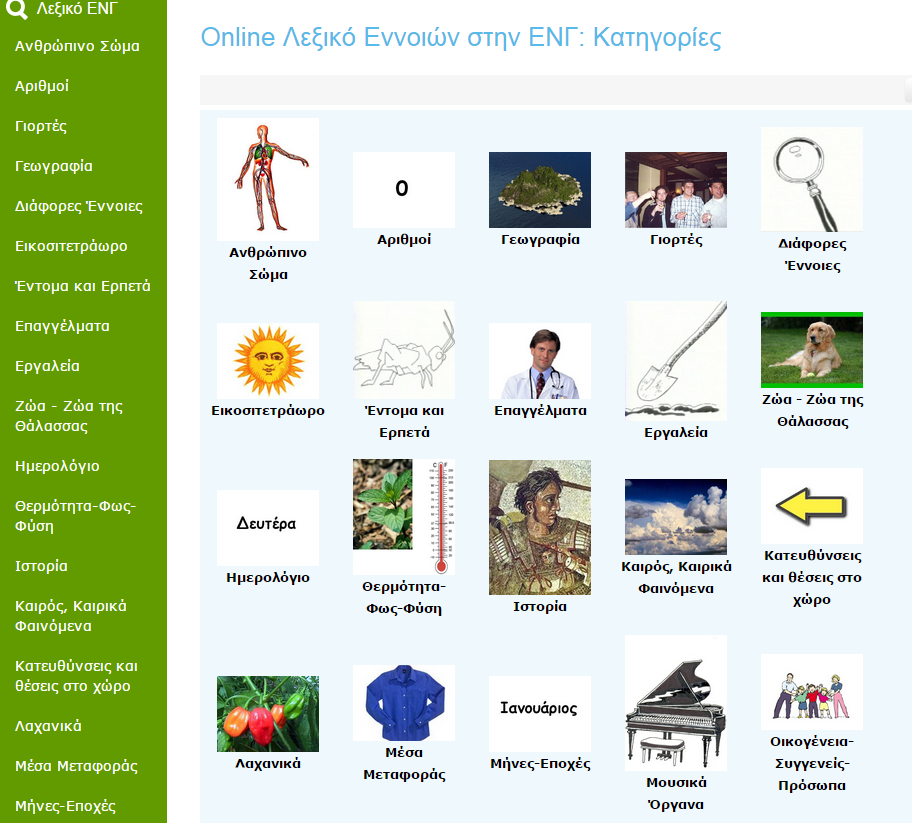 Λεξικό ΕΝΓ
Ανθρώπινο Σώμα
Αριθμοί
Γιορτές
Γεωγραφία
Διάφορες Έννοιες
Εικοσιτετράωρο
Έντομα και Ερπετά
Επαγγέλματα
Εργαλεία
Ζώα - Ζώα της
Θάλασσας
Ημερολόγιο
Θερμότητα-Φως-
Φύση
Ιστορία
Καιρός, Καιρικά
Φαινόμενα
Κατευθύνσεις και
θέσεις στο χώρο
Λαχανικά
Μέσα Μεταφοράς
Μήνες-Εποχές
Online Λεξικό Εννοιών στην ΕΝΓ: Κατηγορίες
Ανθρώπινο
Σώμα
0
Αριθμοί
Γεωγραφία
Γιορτές
Διάφορες
Έννοιες
Εικοσιτετράωρο
Έντομα και
Ερπετά
Επαγγέλματα
Εργαλεία
Ζώα - Ζώα της
Θάλασσας
Δευτέρα
Ημερολόγιο
Θερμότητα-
Φως-Φύση
Ιστορία
Καιρός, Καιρικά
Φαινόμενα
Κατευθύνσεις
και θέσεις στο
χώρο
Λαχανικά
Μέσα
Μεταφοράς
Ιανουάριος
Μήνες-Εποχές
Μουσικά
Όργανα
Οικογένεια-
Συγγενείς-
Πρόσωπα